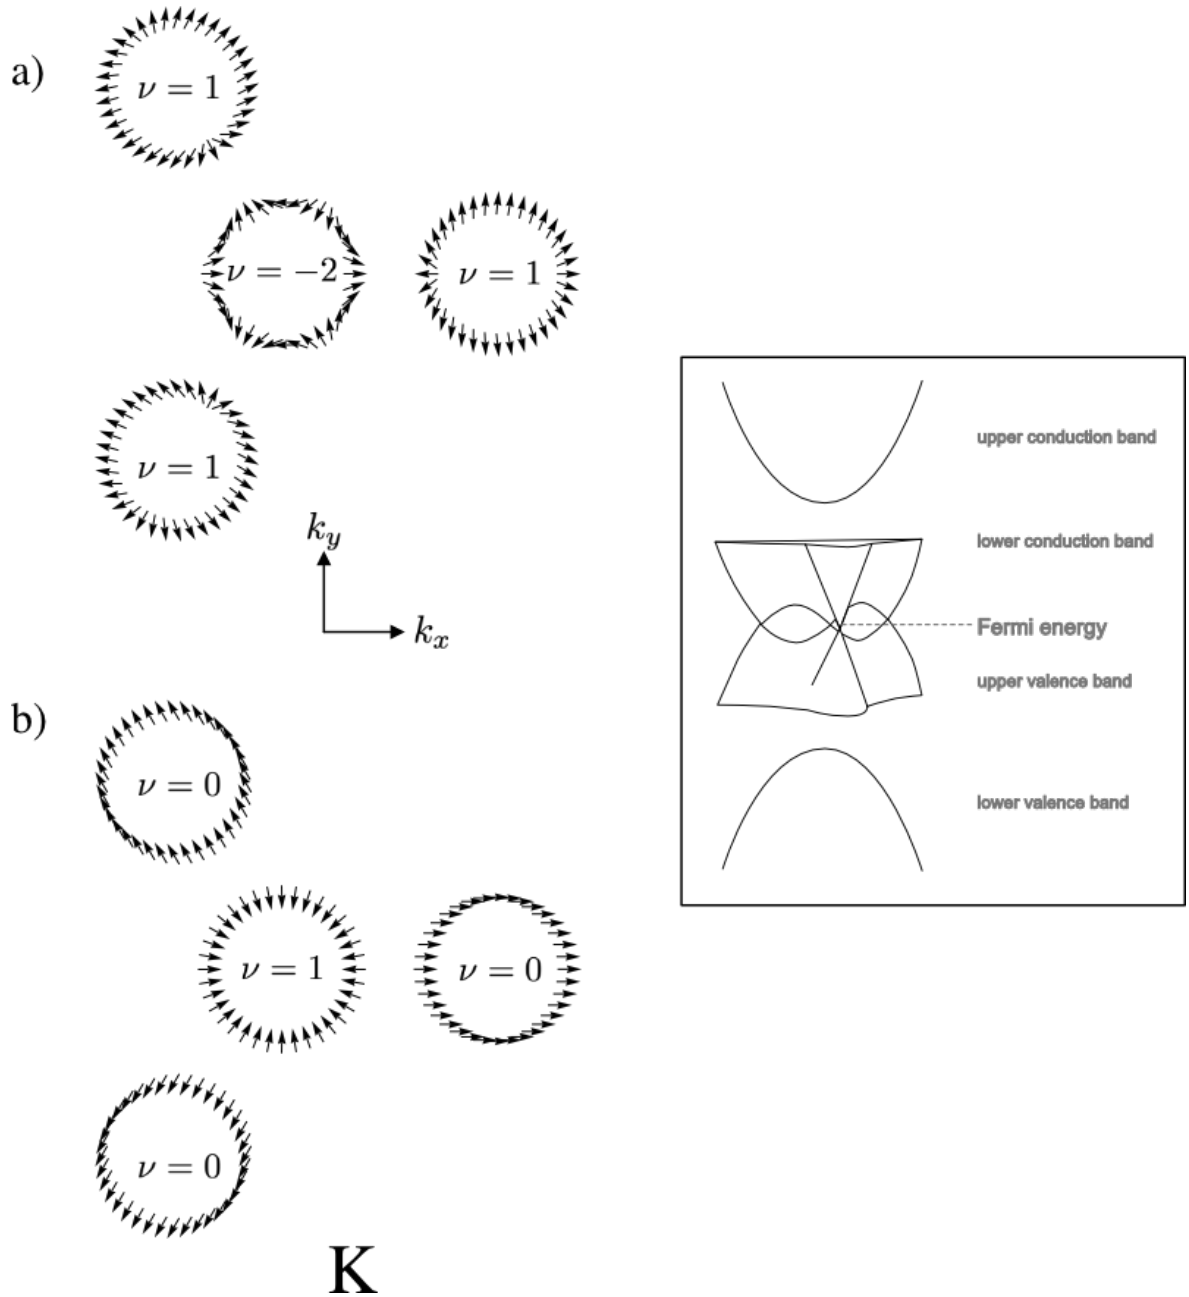 a)
ν = 1
ν = −2
ν = 1
ν = 1
k_y
k_x
b)
ν = 0
ν = 1
ν = 0
ν = 0
K
upper conduction band
lower conduction band
Fermi energy
upper valence band
lower valence band